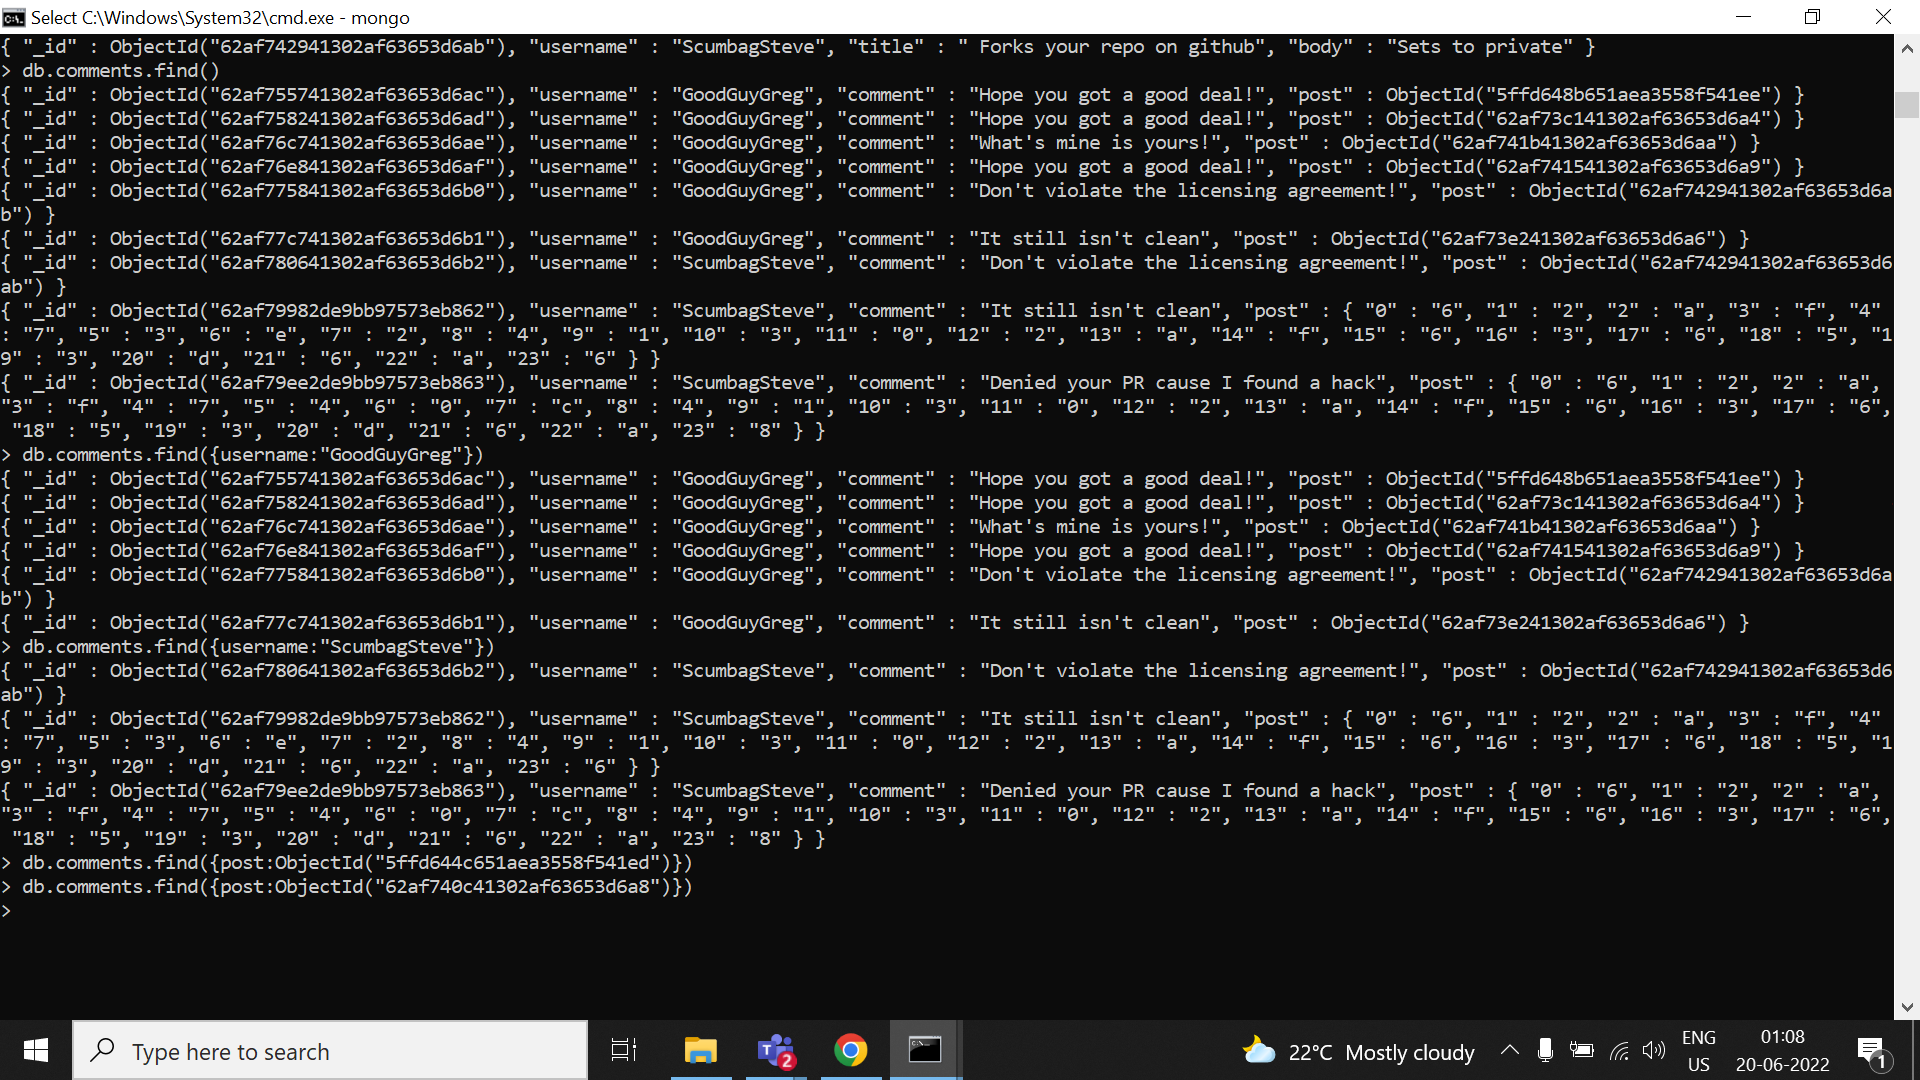 Select C:\Windows\System32\cmd.exe - mongo
{ "_id" : ObjectId("62af742941302af63653d6ab"), "username" : "ScumbagSteve", "title" : " Forks your repo on github", "body" : "Sets to private" }
> db.comments.find()
{ "_id" : ObjectId("62af755741302af63653d6ac"), "username" : "GoodGuyGreg", "comment" : "Hope you got a good deal!", "post" : ObjectId("5ffd648b651aea3558f541ee") }
{ "_id" : ObjectId("62af758241302af63653d6ad"), "username" : "GoodGuyGreg", "comment" : "Hope you got a good deal!", "post" : ObjectId("62af73c141302af63653d6a4") }
{ "_id" : ObjectId("62af76c741302af63653d6ae"), "username" : "GoodGuyGreg", "comment" : "What's mine is yours!", "post" : ObjectId("62af741b41302af63653d6aa") }
{ "_id" : ObjectId("62af76e841302af63653d6af"), "username" : "GoodGuyGreg", "comment" : "Hope you got a good deal!", "post" : ObjectId("62af741541302af63653d6a9") }
{ "_id" : ObjectId("62af775841302af63653d6b0"), "username" : "GoodGuyGreg", "comment" : "Don't violate the licensing agreement!", "post" : ObjectId("62af742941302af63653d6a
b") }
{ "_id" : ObjectId("62af77c741302af63653d6b1"), "username" : "GoodGuyGreg", "comment" : "It still isn't clean", "post" : ObjectId("62af73e241302af63653d6a6") }
{ "_id" : ObjectId("62af780641302af63653d6b2"), "username" : "ScumbagSteve", "comment" : "Don't violate the licensing agreement!", "post" : ObjectId("62af742941302af63653d6
ab") }
{ "_id" : ObjectId("62af79982de9bb97573eb862"), "username" : "ScumbagSteve", "comment" : "It still isn't clean", "post" : { "0" : "6", "1" : "2", "2" : "a", "3" : "f", "4"
: "7", "5" : "3", "6" : "e", "7" : "2", "8" : "4", "9" : "1", "10" : "3", "11" : "0", "12" : "2", "13" : "a", "14" : "f", "15" : "6", "16" : "3", "17" : "6", "18" : "5", "1
9" : "3", "20" : "d", "21" : "6", "22" : "a", "23" : "6" } }
{ "_id" : ObjectId("62af79ee2de9bb97573eb863"), "username" : "ScumbagSteve", "comment" : "Denied your PR cause I found a hack", "post" : { "0" : "6", "1" : "2", "2" : "a",
"3" : "f", "4" : "7", "5" : "4", "6" : "0", "7" : "c", "8" : "4", "9" : "1", "10" : "3", "11" : "0", "12" : "2", "13" : "a", "14" : "f", "15" : "6", "16" : "3", "17" : "6",
"18" : "5", "19" : "3", "20" : "d", "21" : "6", "22" : "a", "23" : "8" } }
> db.comments.find({username:"GoodGuyGreg"})
{ "_id" : ObjectId("62af755741302af63653d6ac"), "username" : "GoodGuyGreg", "comment" : "Hope you got a good deal!", "post" : ObjectId("5ffd648b651aea3558f541ee") }
{ "_id" : ObjectId("62af758241302af63653d6ad"), "username" : "GoodGuyGreg", "comment" : "Hope you got a good deal!", "post" : ObjectId("62af73c141302af63653d6a4") }
{ "_id" : ObjectId("62af76c741302af63653d6ae"), "username" : "GoodGuyGreg", "comment" : "What's mine is yours!", "post" : ObjectId("62af741b41302af63653d6aa") }
{ "_id" : ObjectId("62af76e841302af63653d6af"), "username" : "GoodGuyGreg", "comment" : "Hope you got a good deal!", "post" : ObjectId("62af741541302af63653d6a9") }
{ "_id" : ObjectId("62af775841302af63653d6b0"), "username" : "GoodGuyGreg", "comment" : "Don't violate the licensing agreement!", "post" : ObjectId("62af742941302af63653d6a
b") }
{ "_id" : ObjectId("62af77c741302af63653d6b1"), "username" : "GoodGuyGreg", "comment" : "It still isn't clean", "post" : ObjectId("62af73e241302af63653d6a6") }
> db.comments.find({username:"ScumbagSteve"})
{ "_id" : ObjectId("62af780641302af63653d6b2"), "username" : "ScumbagSteve", "comment" : "Don't violate the licensing agreement!", "post" : ObjectId("62af742941302af63653d6
ab") }
{ "_id" : ObjectId("62af79982de9bb97573eb862"), "username" : "ScumbagSteve", "comment" : "It still isn't clean", "post" : { "0" : "6", "1" : "2", "2" : "a", "3" : "f", "4"
: "7", "5" : "3", "6" : "e", "7" : "2", "8" : "4", "9" : "1", "10" : "3", "11" : "0", "12" : "2", "13" : "a", "14" : "f", "15" : "6", "16" : "3", "17" : "6", "18" : "5", "1
9" : "3", "20" : "d", "21" : "6", "22" : "a", "23" : "6" } }
{ "_id" : ObjectId("62af79ee2de9bb97573eb863"), "username" : "ScumbagSteve", "comment" : "Denied your PR cause I found a hack", "post" : { "0" : "6", "1" : "2", "2" : "a",
"3" : "f", "4" : "7", "5" : "4", "6" : "0", "7" : "c", "8" : "4", "9" : "1", "10" : "3", "11" : "0", "12" : "2", "13" : "a", "14" : "f", "15" : "6", "16" : "3", "17" : "6",
"18" : "5", "19" : "3", "20" : "d", "21" : "6", "22" : "a", "23" : "8" } }
> db.comments.find({post:ObjectId("5ffd644c651aea3558f541ed")})
> db.comments.find({post:ObjectId("62af740c41302af63653d6a8")})
>
Type here to search
2
22°C Mostly cloudy
ENG
US
01:08
20-06-2022
1